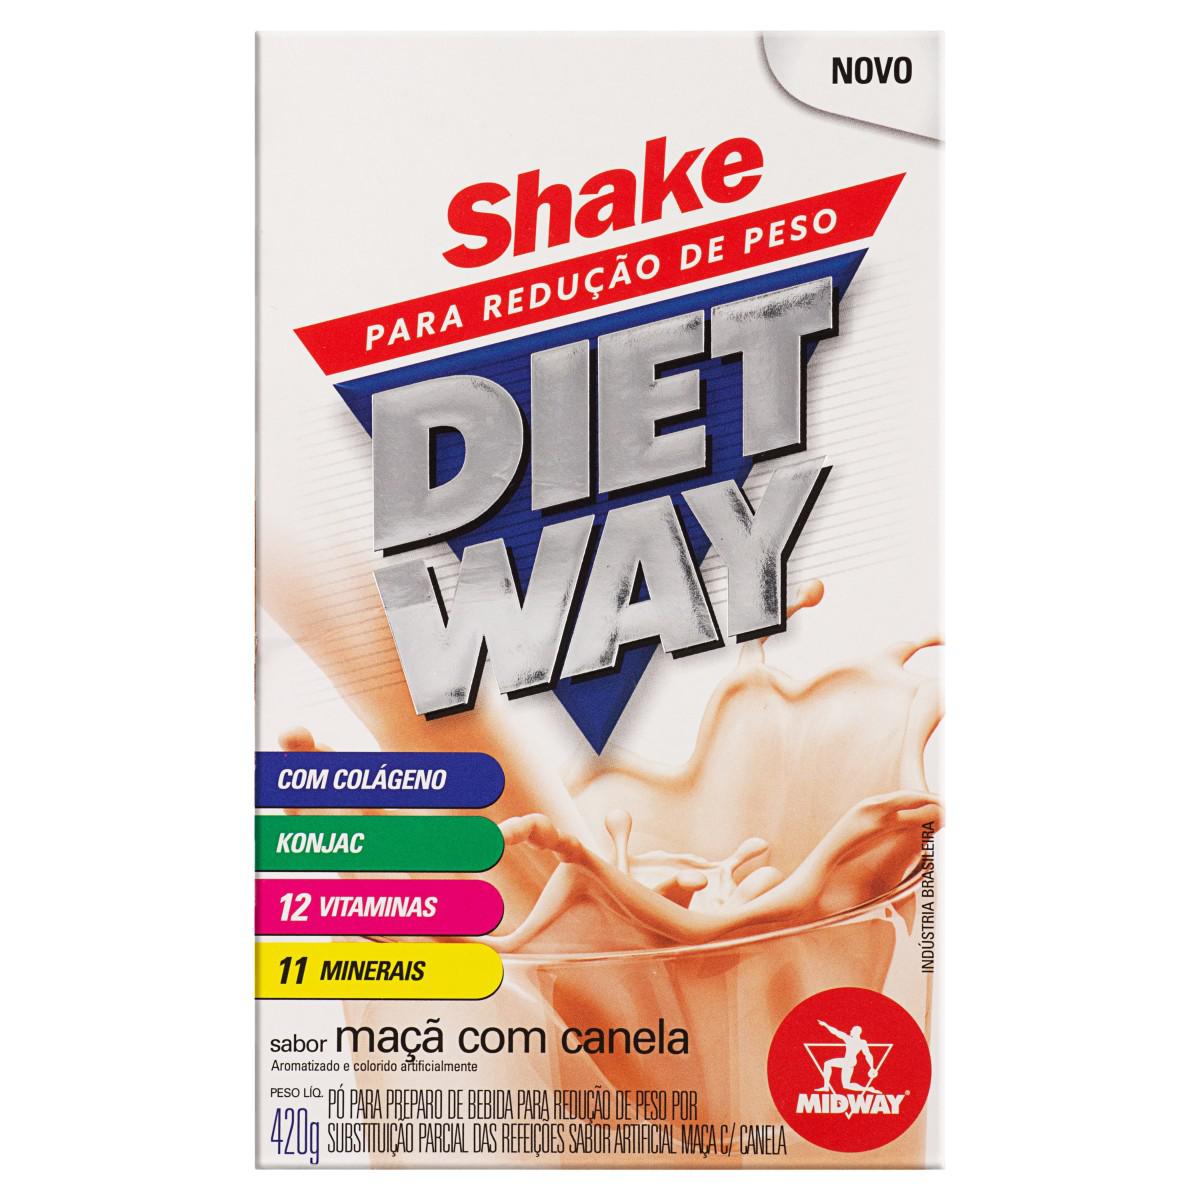 NOVO
Shake
PARA REDUÇÃO DE PESO
DIET
WAY
COM COLÁGENO
KONJAC
12 VITAMINAS
11 MINERAIS
INDÚSTRIA BRASILEIRA
sabor maçã com canela
Aromatizado e colorido artificialmente
PESO LÍQ.
420g
PÓ PARA PREPARO DE BEBIDA PARA REDUÇÃO DE PESO POR
SUBSTITUIÇÃO PARCIAL DAS REFEIÇÕES SABOR ARTIFICIAL MAÇA C/ CANELA
MIDWAY®